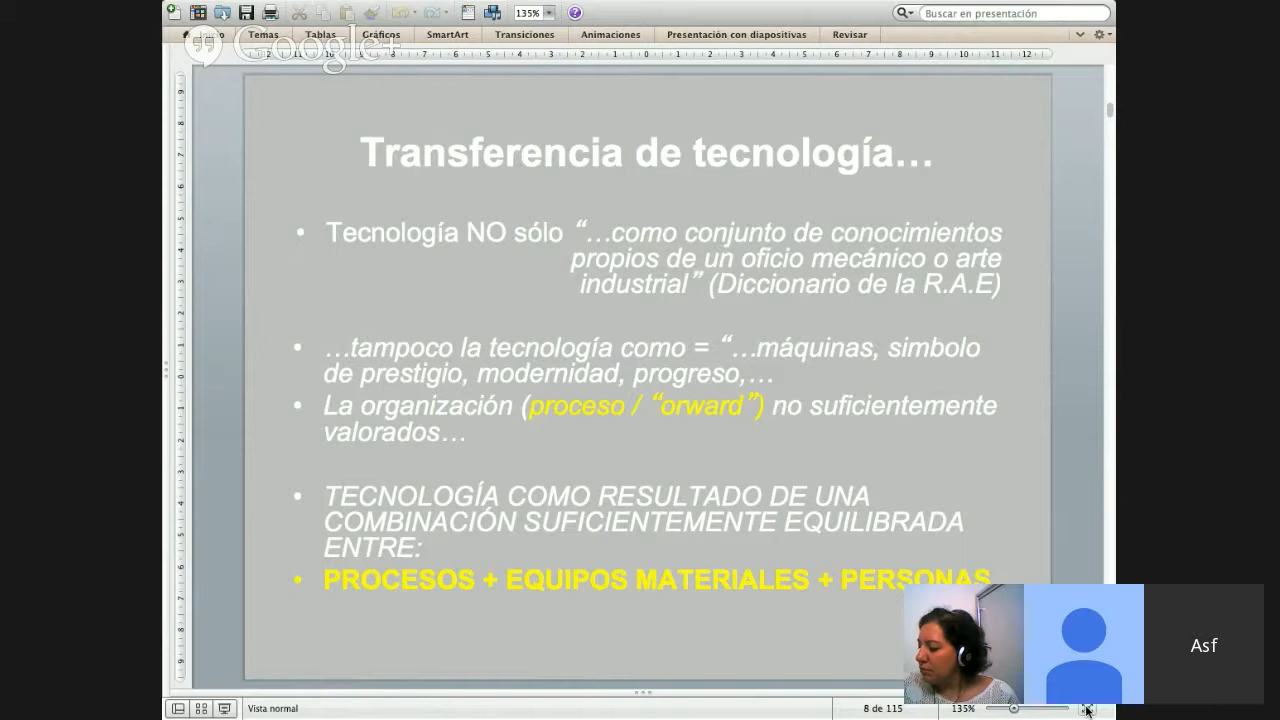 135%
Buscar en presentación
Inicio Temas Tablas Gráficos SmartArt Transiciones Animaciones Presentación con diapositivas Revisar
Google+
Transferencia de tecnología…
• Tecnología NO sólo “…como conjunto de conocimientos
propios de un oficio mecánico o arte
industrial” (Diccionario de la R.A.E)
• …tampoco la tecnología como = “…máquinas, simbolo
de prestigio, modernidad, progreso,…
• La organización (proceso / “orward”) no suficientemente
valorados…
• TECNOLOGÍA COMO RESULTADO DE UNA
COMBINACIÓN SUFICIENTEMENTE EQUILIBRADA
ENTRE:
• PROCESOS + EQUIPOS MATERIALES + PERSONAS
Asf
Vista normal
8 de 115
135%